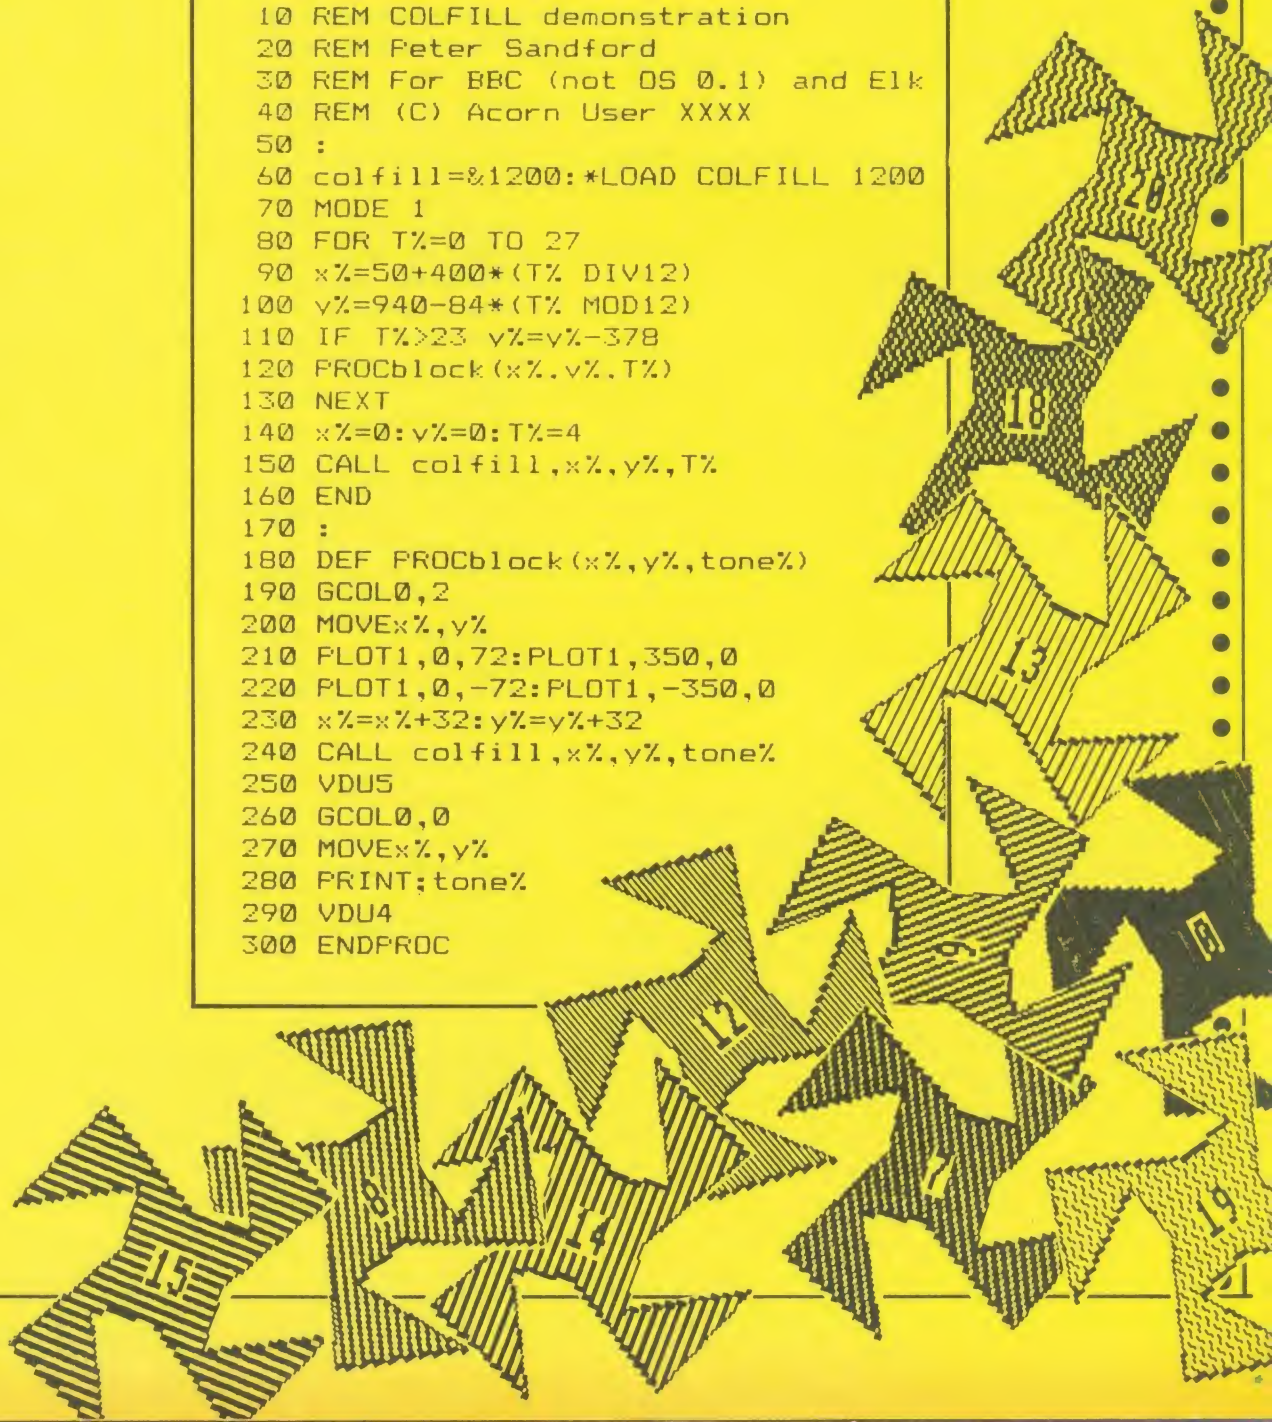 10 REM COLFILL demonstration
20 REM Peter Sandford
30 REM For BBC (not OS 0.1) and Elk
40 REM (C) Acorn User XXXX
50 :
60 colfill=&1200:*LOAD COLFILL 1200
70 MODE 1
80 FOR T%=0 TO 27
90 x%=50+400*(T% DIV12)
100 y%=940-84*(T% MOD12)
110 IF T%>23 y%=y%-378
120 PROCblock(x%,y%,T%)
130 NEXT
140 x%=0:y%=0:T%=4
150 CALL colfill,x%,y%,T%
160 END
170 :
180 DEF PROCblock(x%,y%,tone%)
190 GCOL0,2
200 MOVEx%,y%
210 PLOT1,0,72:PLOT1,350,0
220 PLOT1,0,-72:PLOT1,-350,0
230 x%=x%+32:y%=y%+32
240 CALL colfill,x%,y%,tone%
250 VDU5
260 GCOL0,0
270 MOVEx%,y%
280 PRINT;tone%
290 VDU4
300 ENDPROC
20
18
13
9
12
7
19
8
14
15